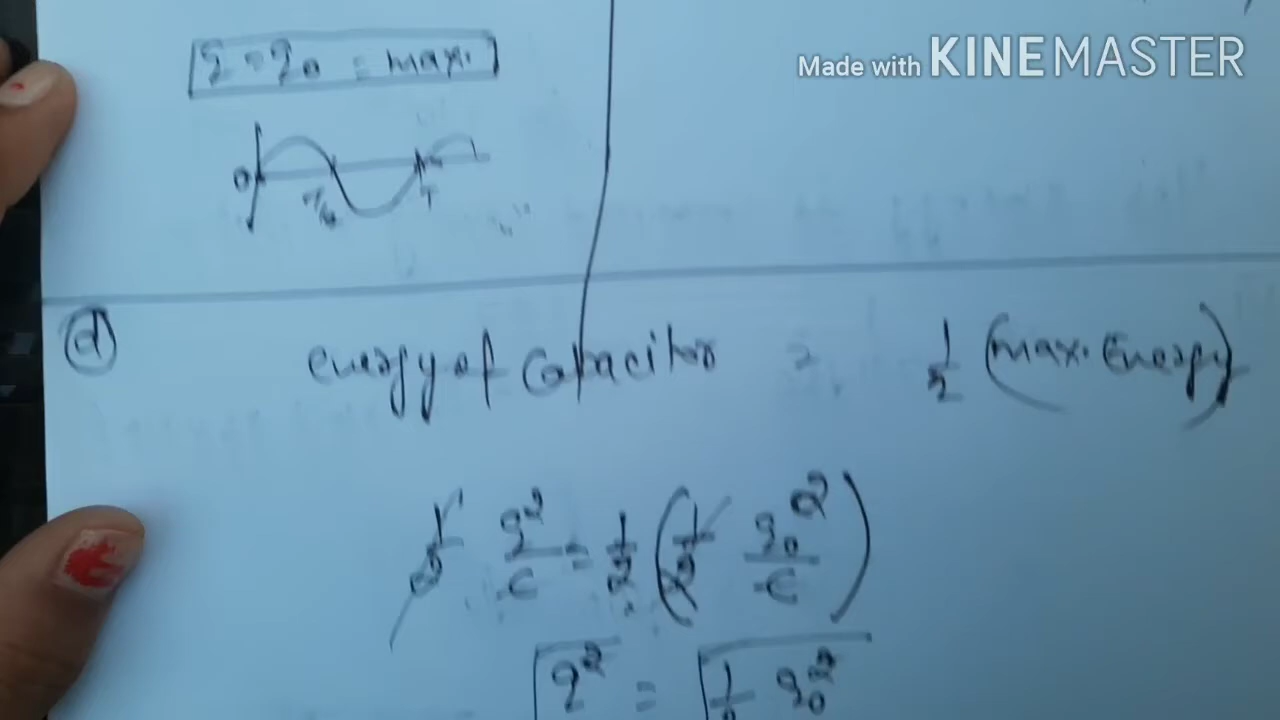 Made with KINEMASTER
q = q₀ = max.
0 T
(d) energy of Capacitor = 1/2 (max. Energy)
1/2 q²/C = 1/2 (1/2 q₀²/C)
√q² = √1/2 q₀²